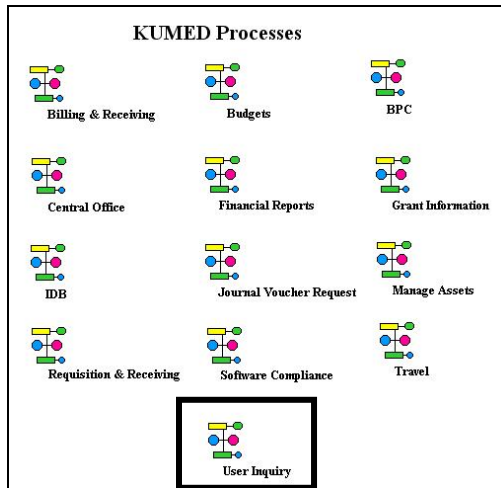 KUMED Processes
Billing & Receiving
Budgets
BPC
Central Office
Financial Reports
Grant Information
IDB
Journal Voucher Request
Manage Assets
Requisition & Receiving
Software Compliance
Travel
User Inquiry